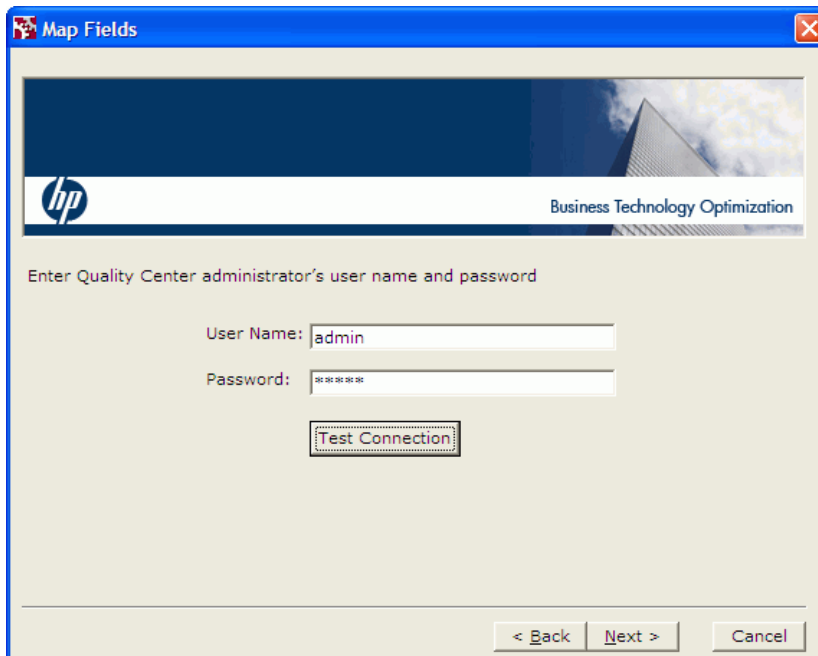 Map Fields
hp
Business Technology Optimization
Enter Quality Center administrator's user name and password
User Name: admin
Password: *****
Test Connection
< Back Next > Cancel